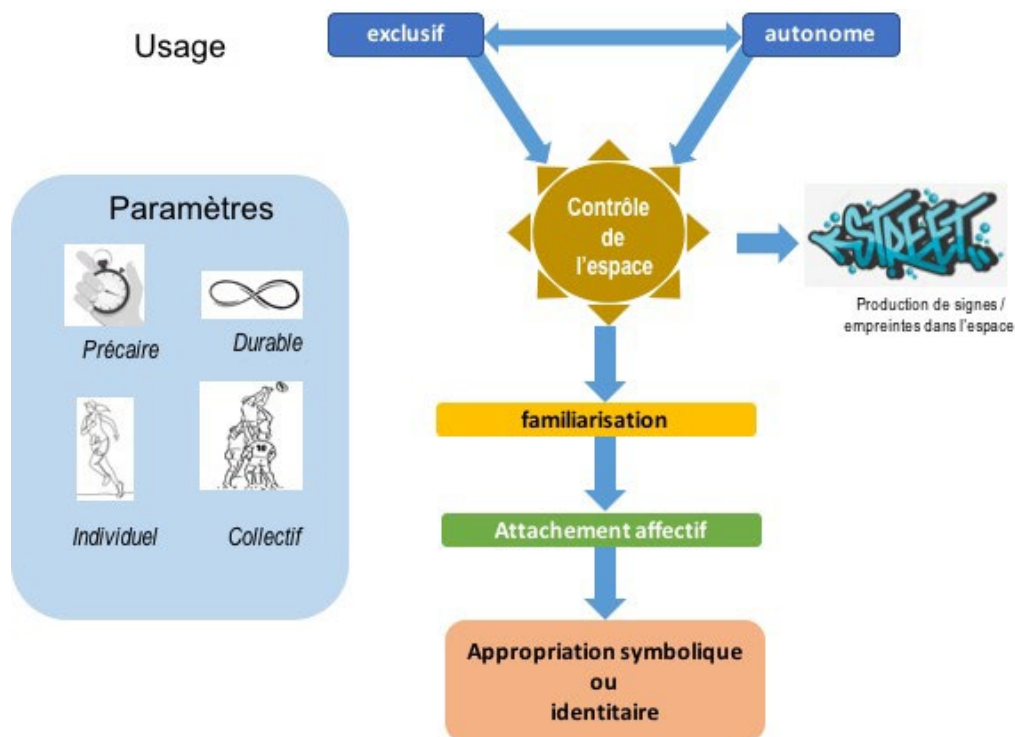 Usage
exclusif
autonome
Paramètres
Précaire
Durable
Individuel
Collectif
Contrôle
de
l'espace
STREET
Production de signes /
empreintes dans l'espace
familiarisation
Attachement affectif
Appropriation symbolique
ou
identitaire